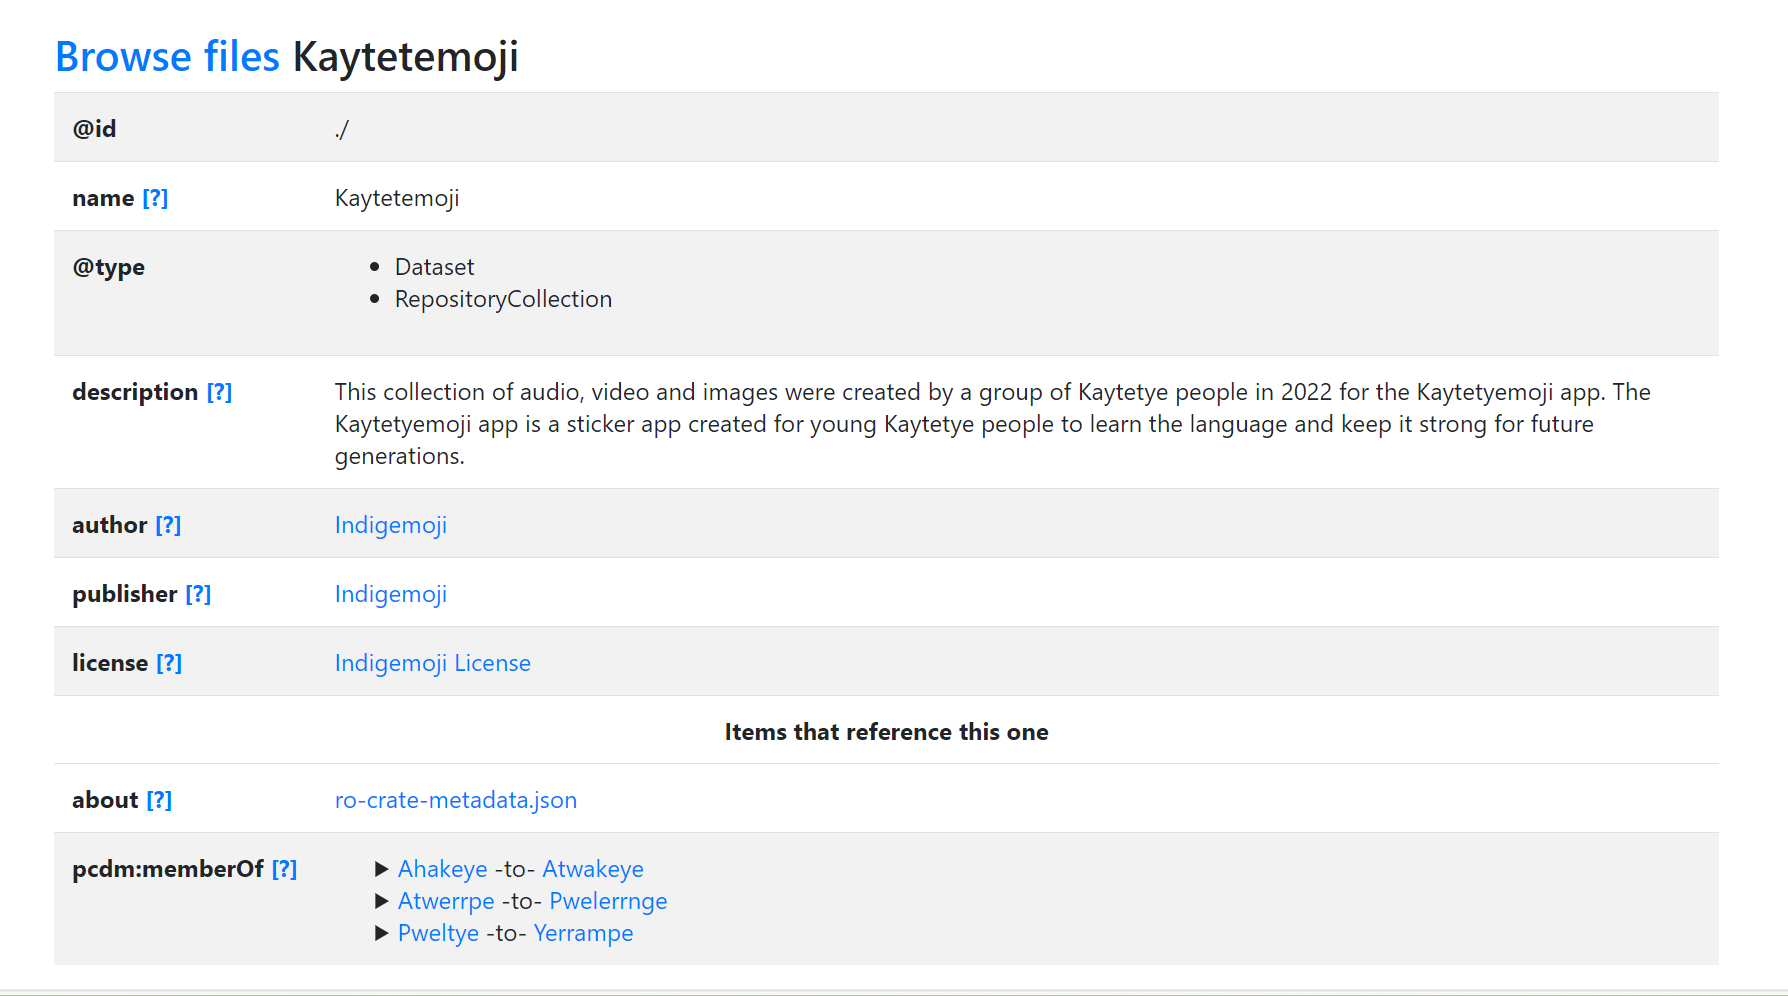 Browse files Kaytetemoji
@id ./
name [?] Kaytetemoji
@type • Dataset
• RepositoryCollection
description [?] This collection of audio, video and images were created by a group of Kaytetye people in 2022 for the Kaytetyemoji app. The
Kaytetyemoji app is a sticker app created for young Kaytetye people to learn the language and keep it strong for future
generations.
author [?] Indigemoji
publisher [?] Indigemoji
license [?] Indigemoji License
Items that reference this one
about [?] ro-crate-metadata.json
pcdm:memberOf [?] ▶ Ahakeye -to- Atwakeye
▶ Atwerrpe -to- Pwelerrnge
▶ Pweltye -to- Yerrampe